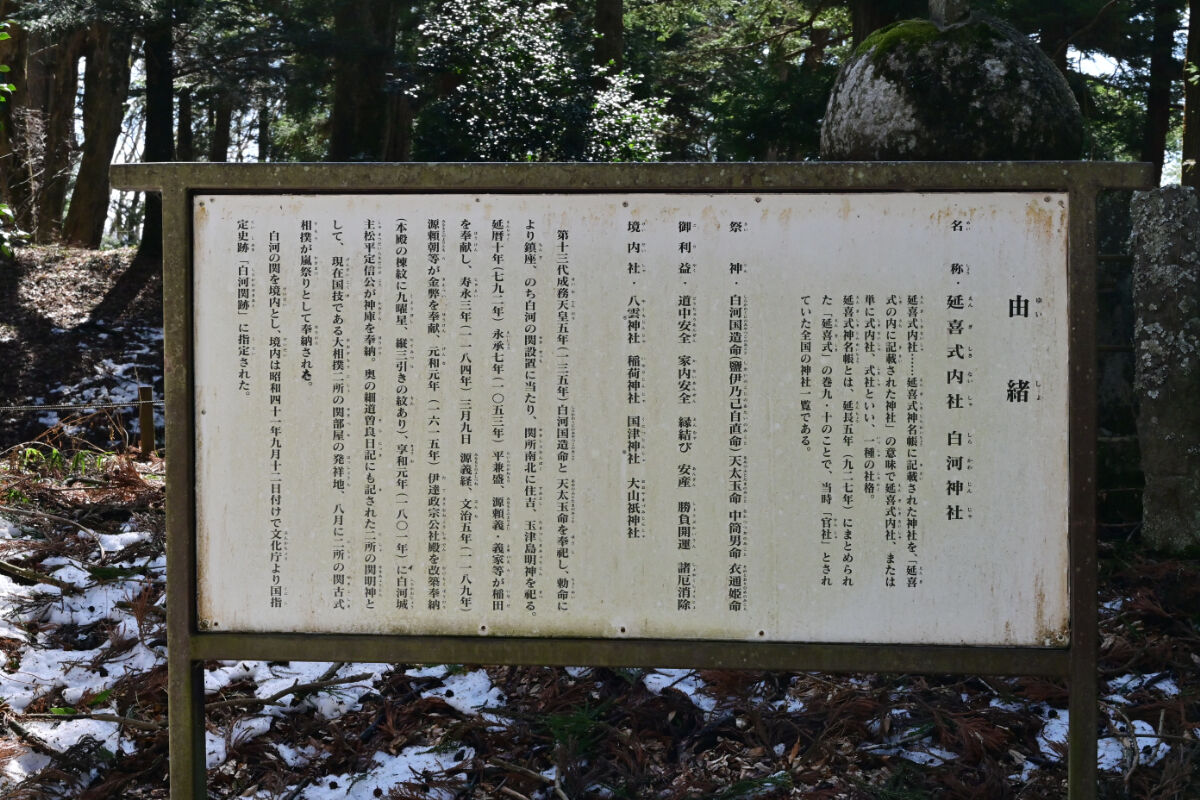 由緒
名称・延喜式内社 白河神社
延喜式内社……延喜式神名帳に記載された神社を、「延喜
式の内に記載された神社」の意味で延喜式内社、または
単に式内社、式社といい、一種の社格。
延喜式神名帳とは、延長五年(九二七年)にまとめられ
た「延喜式」の巻九・十のことで、当時「官社」とされ
ていた全国の神社一覧である。
祭神・白河国造命(鹽伊乃己自直命) 天太玉命 中筒男命 衣通姫命
御利益・道中安全 家内安全 縁結び 安産 勝負開運 諸厄消除
境内社・八雲神社 稲荷神社 国津神社 大山祇神社
第十三代成務天皇五年(一三五年)白河国造命と天太玉命を奉祀し、勅命に
より鎮座、のち白河の関設置に当たり、関所南北に住吉、玉津島明神を祀る。
延暦十年(七九二年) 永承七年(一〇五三年) 平兼盛、源頼義・義家等が稲田
を奉献し、寿永三年(一一八四年)三月九日 源義経、文治五年(一一八九年)
源頼朝等が金弊を奉献、元和元年(一六一五年)伊達政宗公社殿を改築奉納
(本殿の棟紋に九曜星、縦三引きの紋あり)、享和元年(一八〇一年)に白河城
主松平定信公が神庫を奉納。奥の細道曽良日記にも記された二所の関明神と
して、現在国技である大相撲二所の関部屋の発祥地、八月に二所の関古式
相撲が嵐祭りとして奉納され。
白河の関を境内とし、境内は昭和四十一年九月十二日付けで文化庁より国指
定史跡「白河関跡」に指定された。